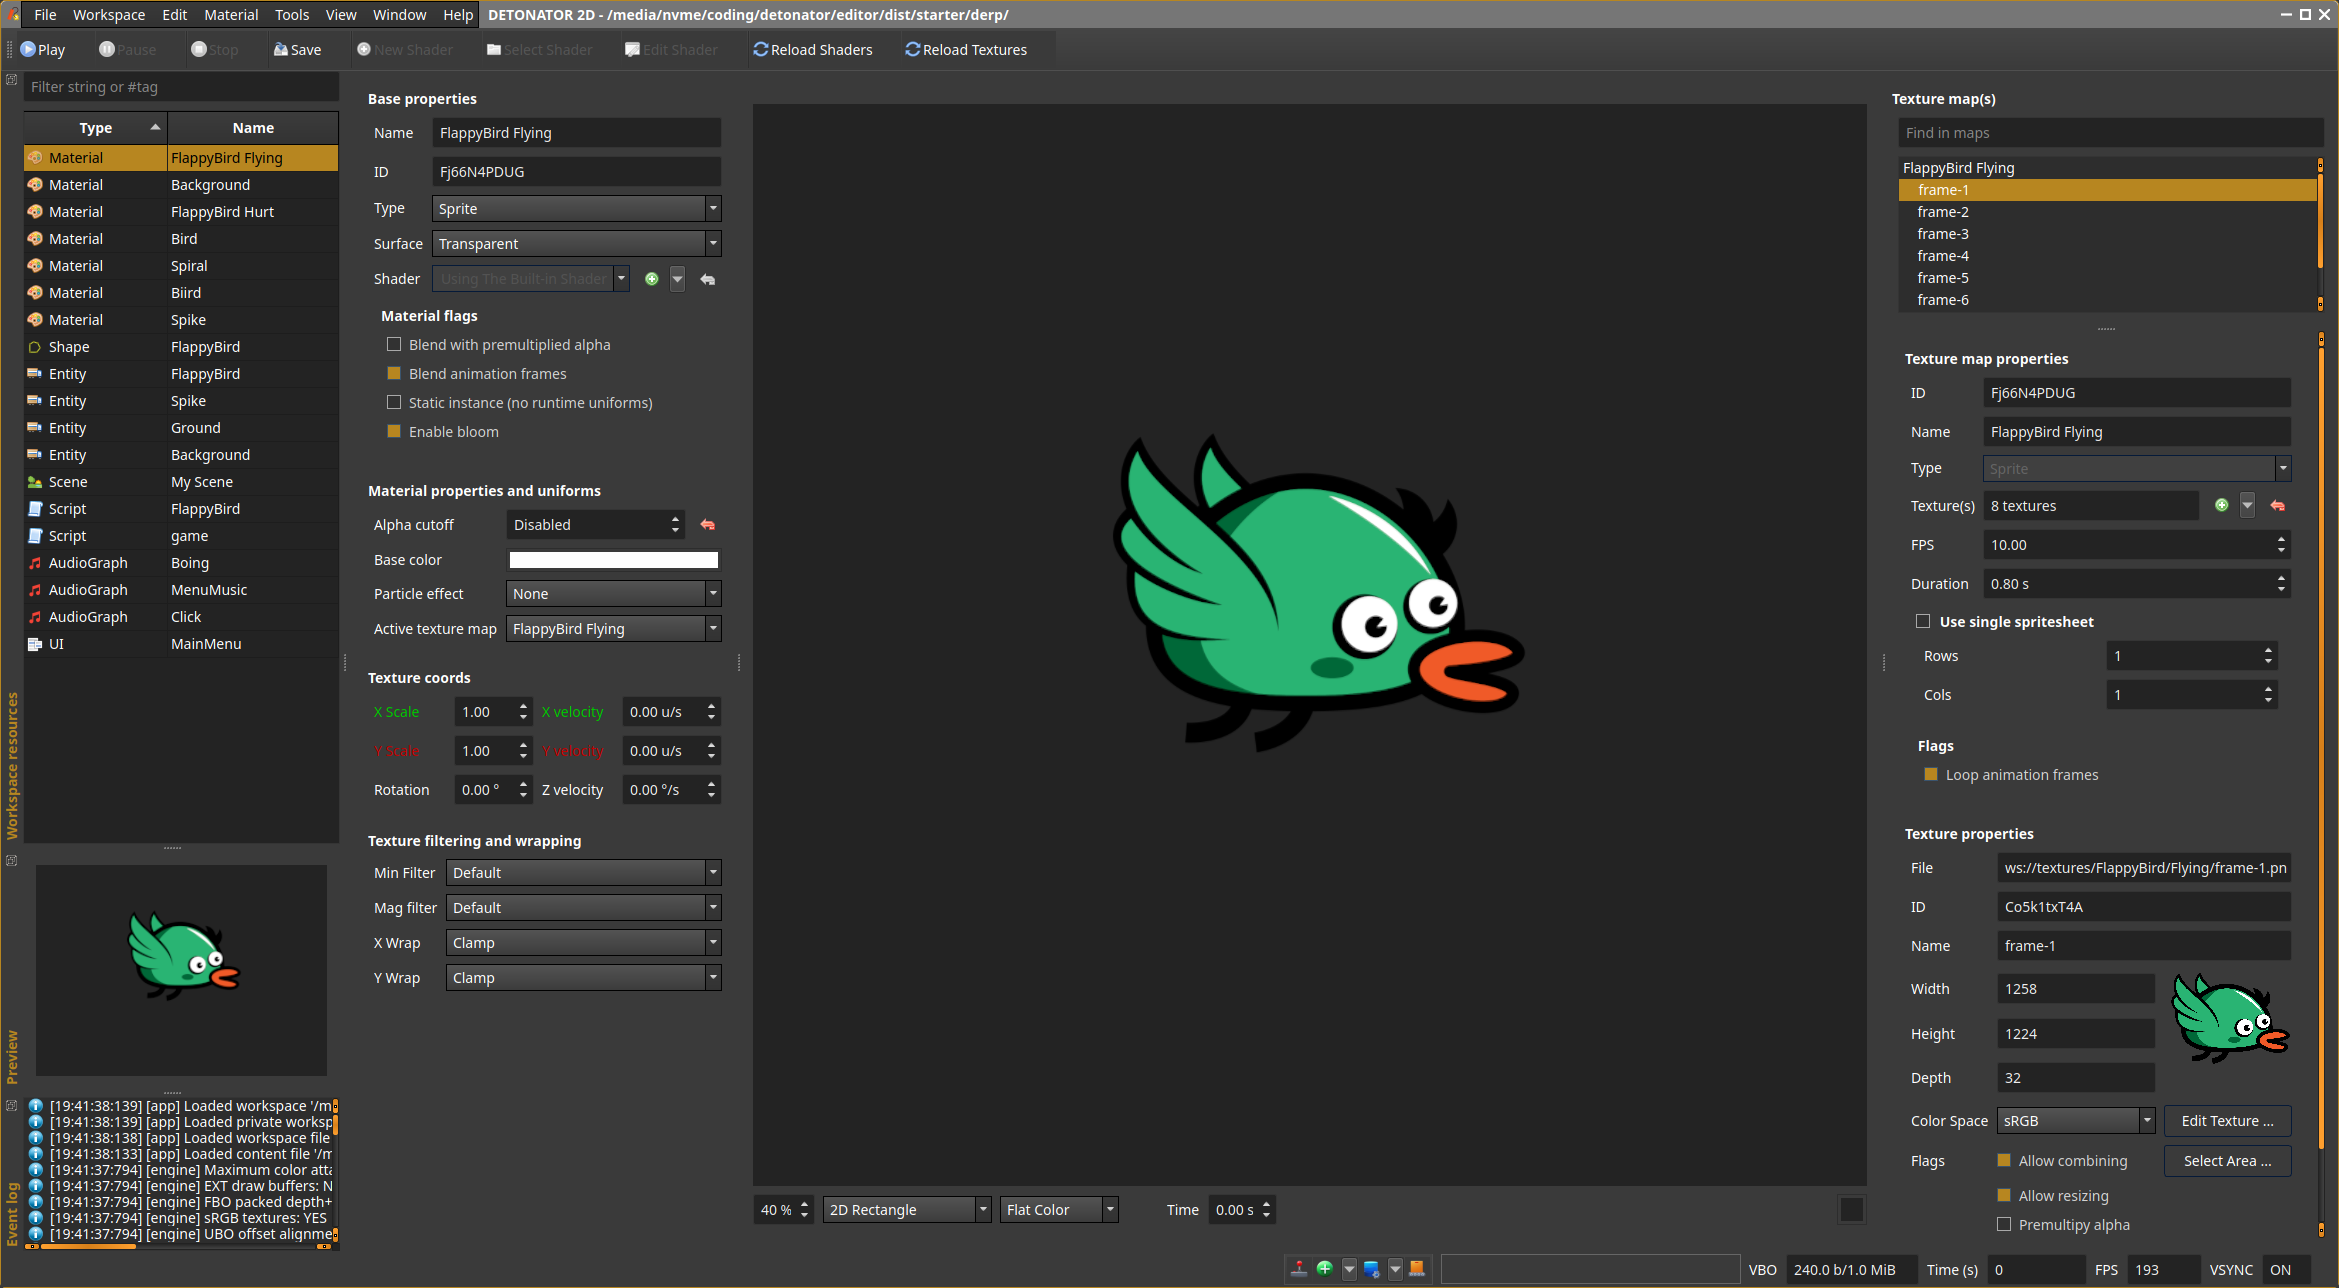 File Workspace Edit Material Tools View Window Help DETONATOR 2D - /media/nvme/coding/detonator/editor/dist/starter/derp/
Play Pause Stop Save New Shader Select Shader Edit Shader Reload Shaders Reload Textures
Filter string or #tag
Type Name
Material FlappyBird Flying
Material Background
Material FlappyBird Hurt
Material Bird
Material Spiral
Material Biird
Material Spike
Shape FlappyBird
Entity FlappyBird
Entity Spike
Entity Ground
Entity Background
Scene My Scene
Script FlappyBird
Script game
AudioGraph Boing
AudioGraph MenuMusic
AudioGraph Click
UI MainMenu
Workspace resources
Preview
Event log
[19:41:38:139] [app] Loaded workspace '/m
[19:41:38:139] [app] Loaded private worksp
[19:41:38:138] [app] Loaded workspace file
[19:41:38:133] [app] Loaded content file '/m
[19:41:37:794] [engine] Maximum color atta
[19:41:37:794] [engine] EXT draw buffers: N
[19:41:37:794] [engine] FBO packed depth+
[19:41:37:794] [engine] sRGB textures: YES
[19:41:37:794] [engine] UBO offset alignme
Base properties
Name FlappyBird Flying
ID Fj66N4PDUG
Type Sprite
Surface Transparent
Shader Using The Built-in Shader
Material flags
Blend with premultiplied alpha
Blend animation frames
Static instance (no runtime uniforms)
Enable bloom
Material properties and uniforms
Alpha cutoff Disabled
Base color
Particle effect None
Active texture map FlappyBird Flying
Texture coords
X Scale 1.00 X velocity 0.00 u/s
Y Scale 1.00 Y velocity 0.00 u/s
Rotation 0.00 ° Z velocity 0.00 °/s
Texture filtering and wrapping
Min Filter Default
Mag filter Default
X Wrap Clamp
Y Wrap Clamp
40 % 2D Rectangle Flat Color Time 0.00 s
Texture map(s)
Find in maps
FlappyBird Flying
frame-1
frame-2
frame-3
frame-4
frame-5
frame-6
Texture map properties
ID Fj66N4PDUG
Name FlappyBird Flying
Type Sprite
Texture(s) 8 textures
FPS 10.00
Duration 0.80 s
Use single spritesheet
Rows 1
Cols 1
Flags
Loop animation frames
Texture properties
File ws://textures/FlappyBird/Flying/frame-1.pn
ID Co5k1txT4A
Name frame-1
Width 1258
Height 1224
Depth 32
Color Space sRGB Edit Texture ...
Flags Allow combining Select Area ...
Allow resizing
Premultipy alpha
VBO 240.0 b/1.0 MiB Time (s) 0 FPS 193 VSYNC ON